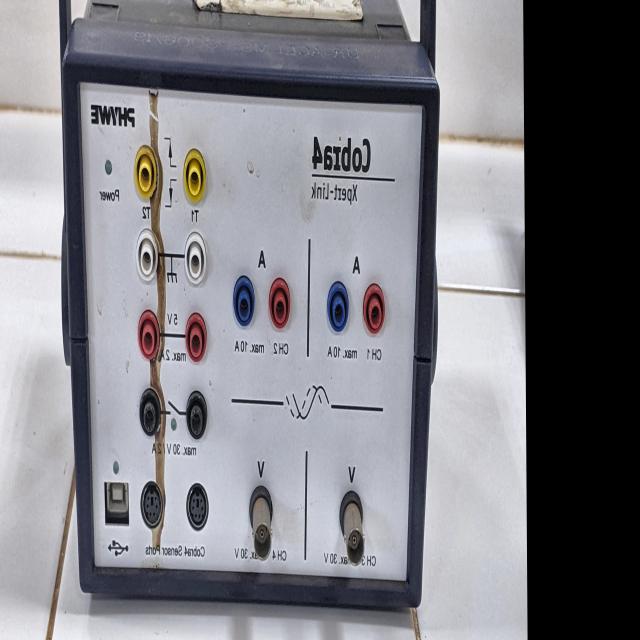 PHYWE
Cobra4
Xpert-Link
Power
T2
T1
A
A
5 V
max. 2 A
CH 2
max. 10 A
CH 1
max. 10 A
max. 30 V / 2 A
V
V
Cobra4 Sensor Ports
CH 4 max. 30 V
CH 3 max. 30 V